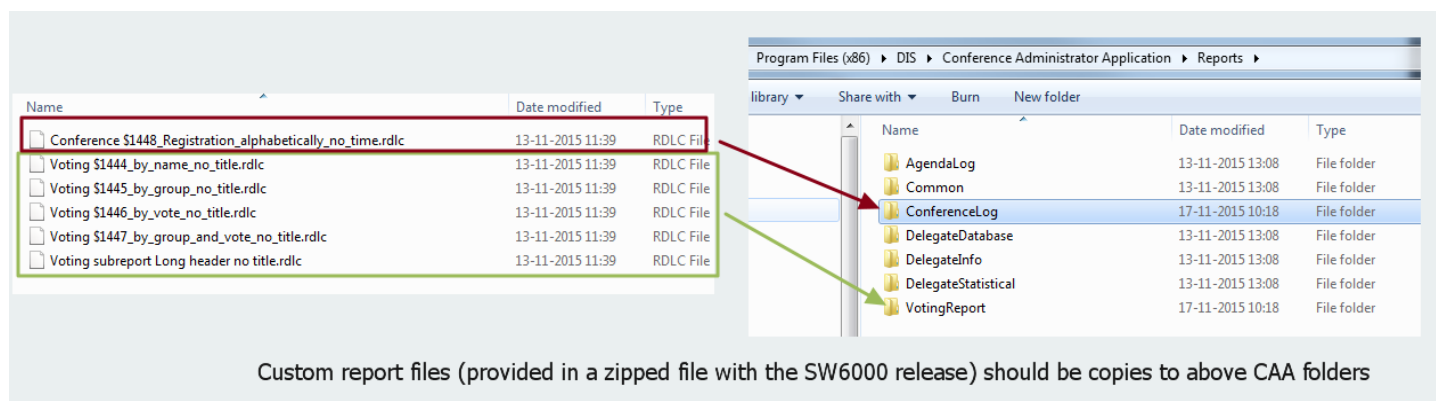 Name Date modified Type
Conference $1448_Registration_alphabetically_no_time.rdlc 13-11-2015 11:39 RDLC File
Voting $1444_by_name_no_title.rdlc 13-11-2015 11:39 RDLC File
Voting $1445_by_group_no_title.rdlc 13-11-2015 11:39 RDLC File
Voting $1446_by_vote_no_title.rdlc 13-11-2015 11:39 RDLC File
Voting $1447_by_group_and_vote_no_title.rdlc 13-11-2015 11:39 RDLC File
Voting subreport Long header no title.rdlc 13-11-2015 11:39 RDLC File
Program Files (x86) ▸ DIS ▸ Conference Administrator Application ▸ Reports ▸
library ▾ Share with ▾ Burn New folder
Name Date modified Type
AgendaLog 13-11-2015 13:08 File folder
Common 13-11-2015 13:08 File folder
ConferenceLog 17-11-2015 10:18 File folder
DelegateDatabase 13-11-2015 13:08 File folder
DelegateInfo 13-11-2015 13:08 File folder
DelegateStatistical 13-11-2015 13:08 File folder
VotingReport 17-11-2015 10:18 File folder
Custom report files (provided in a zipped file with the SW6000 release) should be copies to above CAA folders